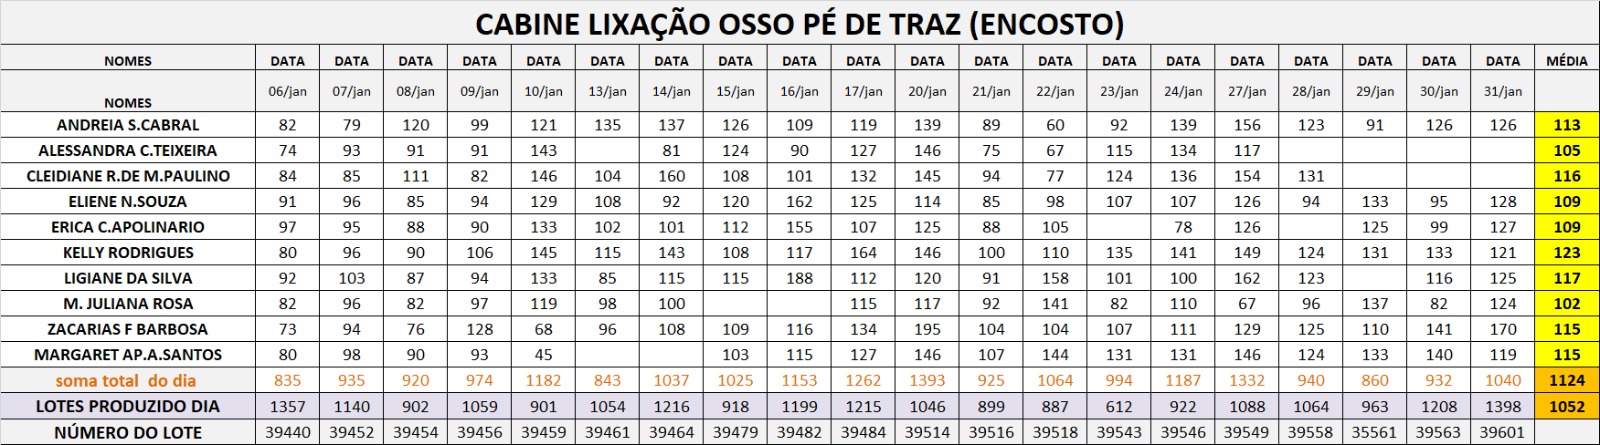 CABINE LIXAÇÃO OSSO PÉ DE TRAZ (ENCOSTO)
NOMES DATA DATA DATA DATA DATA DATA DATA DATA DATA DATA DATA DATA DATA DATA DATA DATA DATA DATA DATA DATA MÉDIA
NOMES 06/jan 07/jan 08/jan 09/jan 10/jan 13/jan 14/jan 15/jan 16/jan 17/jan 20/jan 21/jan 22/jan 23/jan 24/jan 27/jan 28/jan 29/jan 30/jan 31/jan
ANDREIA S.CABRAL 82 79 120 99 121 135 137 126 109 119 139 89 60 92 139 156 123 91 126 126 113
ALESSANDRA C.TEIXEIRA 74 93 91 91 143 81 124 90 127 146 75 67 115 134 117 105
CLEIDIANE R.DE M.PAULINO 84 85 111 82 146 104 160 108 101 132 145 94 77 124 136 154 131 116
ELIENE N.SOUZA 91 96 85 94 129 108 92 120 162 125 114 85 98 107 107 126 94 133 95 128 109
ERICA C.APOLINARIO 97 95 88 90 133 102 101 112 155 107 125 88 105 78 126 125 99 127 109
KELLY RODRIGUES 80 96 90 106 145 115 143 108 117 164 146 100 110 135 141 149 124 131 133 121 123
LIGIANE DA SILVA 92 103 87 94 133 85 115 115 188 112 120 91 158 101 100 162 123 116 125 117
M. JULIANA ROSA 82 96 82 97 119 98 100 115 117 92 141 82 110 67 96 137 82 124 102
ZACARIAS F BARBOSA 73 94 76 128 68 96 108 109 116 134 195 104 104 107 111 129 125 110 141 170 115
MARGARET AP.A.SANTOS 80 98 90 93 45 103 115 127 146 107 144 131 131 146 124 133 140 119 115
soma total do dia 835 935 920 974 1182 843 1037 1025 1153 1262 1393 925 1064 994 1187 1332 940 860 932 1040 1124
LOTES PRODUZIDO DIA 1357 1140 902 1059 901 1054 1216 918 1199 1215 1046 899 887 612 922 1088 1064 963 1208 1398 1052
NÚMERO DO LOTE 39440 39452 39454 39456 39459 39461 39464 39479 39482 39484 39514 39516 39518 39543 39546 39549 39558 35561 39563 39601